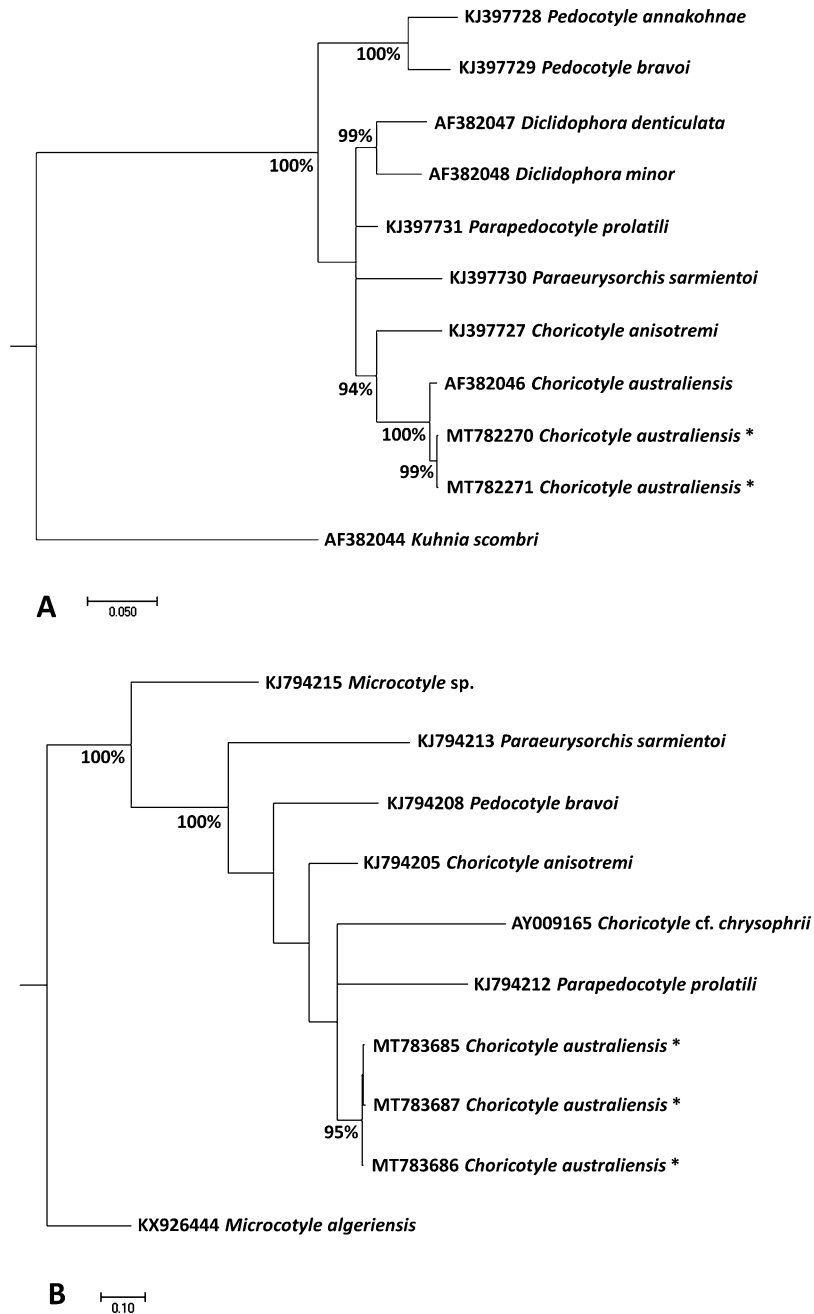 KJ397728 Pedocotyle annakohnae
100%
KJ397729 Pedocotyle bravoi
AF382047 Diclidophora denticulata
99%
100%
AF382048 Diclidophora minor
KJ397731 Parapedocotyle prolatili
KJ397730 Paraeurysorchis sarmientoi
KJ397727 Choricotyle anisotremi
94%
AF382046 Choricotyle australiensis
100%
MT782270 Choricotyle australiensis *
99%
MT782271 Choricotyle australiensis *
AF382044 Kuhnia scombri
A
0.050
KJ794215 Microcotyle sp.
100%
KJ794213 Paraeurysorchis sarmientoi
100%
KJ794208 Pedocotyle bravoi
KJ794205 Choricotyle anisotremi
AY009165 Choricotyle cf. chrysophrii
KJ794212 Parapedocotyle prolatili
MT783685 Choricotyle australiensis *
MT783687 Choricotyle australiensis *
95%
MT783686 Choricotyle australiensis *
KX926444 Microcotyle algeriensis
B
0.10